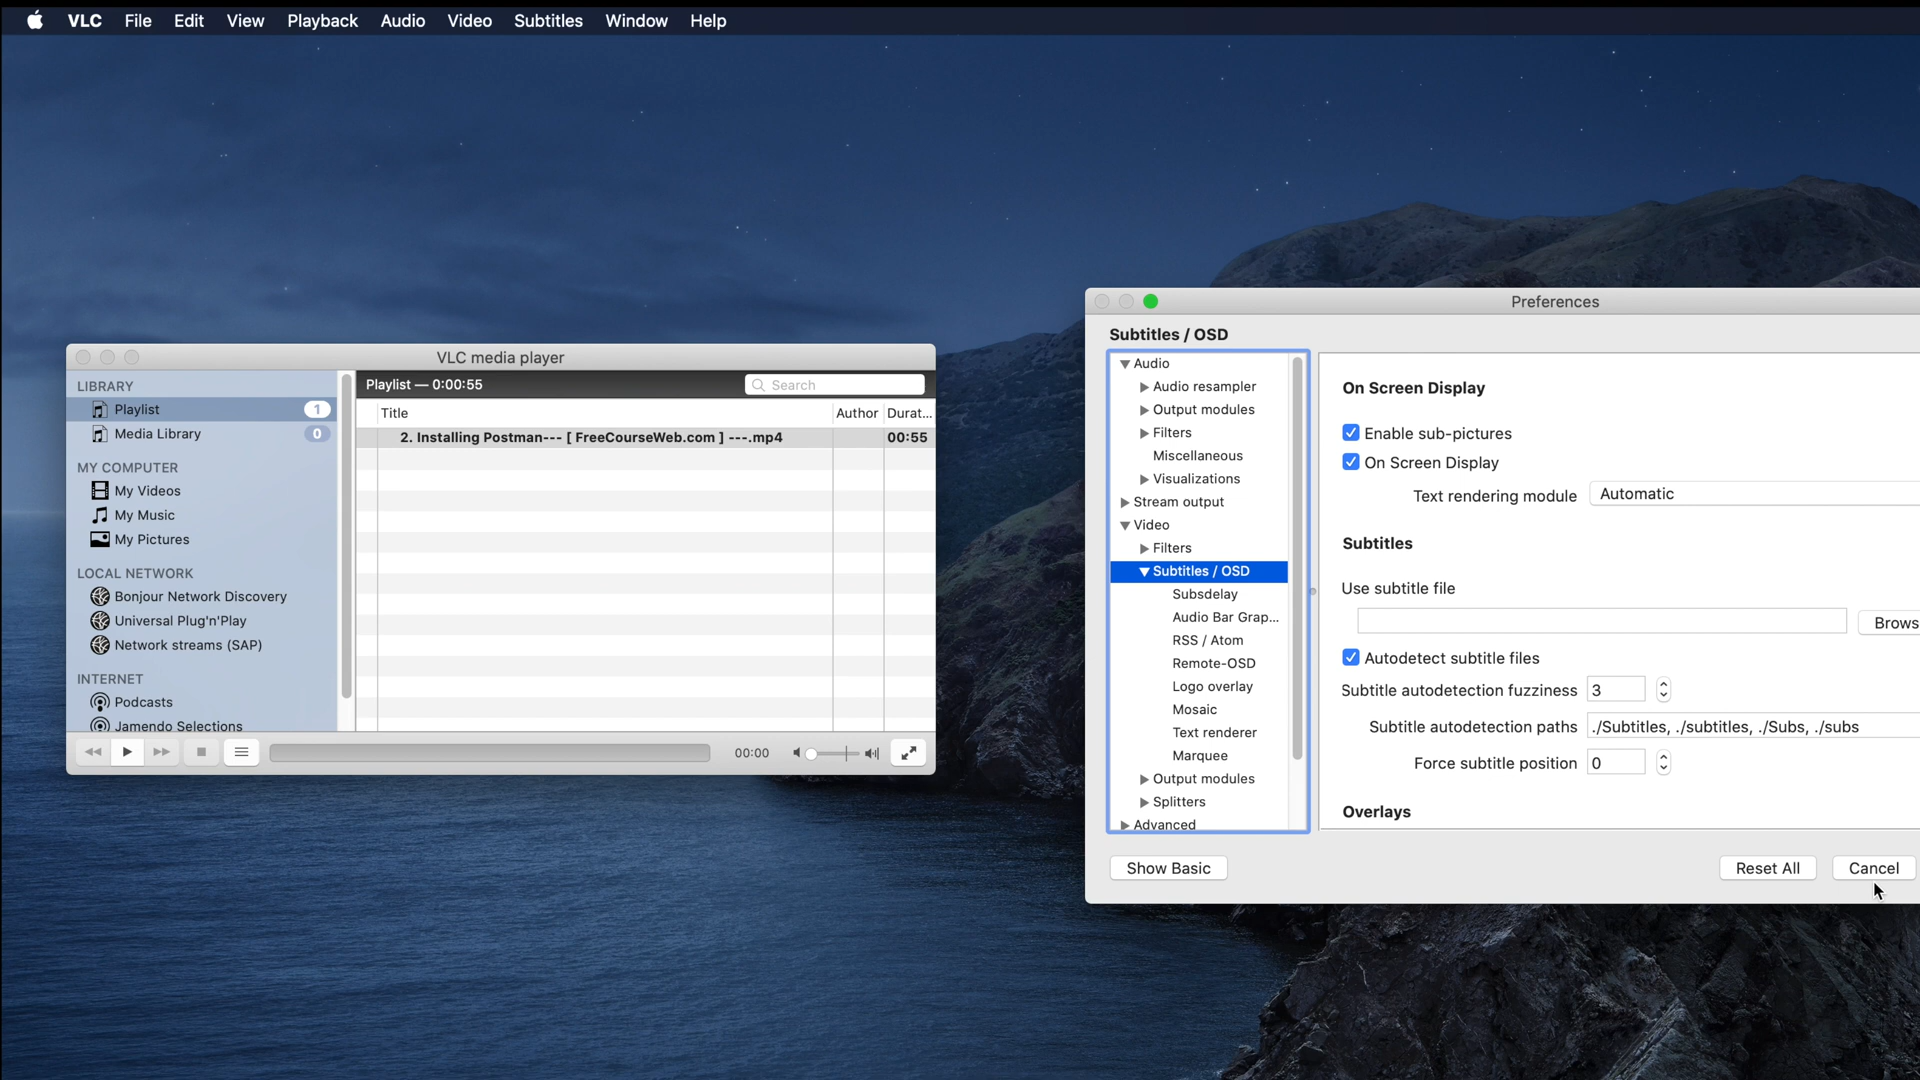 VLC File Edit View Playback Audio Video Subtitles Window Help
VLC media player
LIBRARY
Playlist 1
Media Library 0
MY COMPUTER
My Videos
My Music
My Pictures
LOCAL NETWORK
Bonjour Network Discovery
Universal Plug'n'Play
Network streams (SAP)
INTERNET
Podcasts
Jamendo Selections
Playlist — 0:00:55
Search
Title Author Durat...
2. Installing Postman--- [ FreeCourseWeb.com ] ---.mp4 00:55
00:00
Preferences
Subtitles / OSD
Audio
Audio resampler
Output modules
Filters
Miscellaneous
Visualizations
Stream output
Video
Filters
Subtitles / OSD
Subsdelay
Audio Bar Grap...
RSS / Atom
Remote-OSD
Logo overlay
Mosaic
Text renderer
Marquee
Output modules
Splitters
Advanced
On Screen Display
Enable sub-pictures
On Screen Display
Text rendering module Automatic
Subtitles
Use subtitle file
Brows
Autodetect subtitle files
Subtitle autodetection fuzziness 3
Subtitle autodetection paths ./Subtitles, ./subtitles, ./Subs, ./subs
Force subtitle position 0
Overlays
Show Basic
Reset All
Cancel